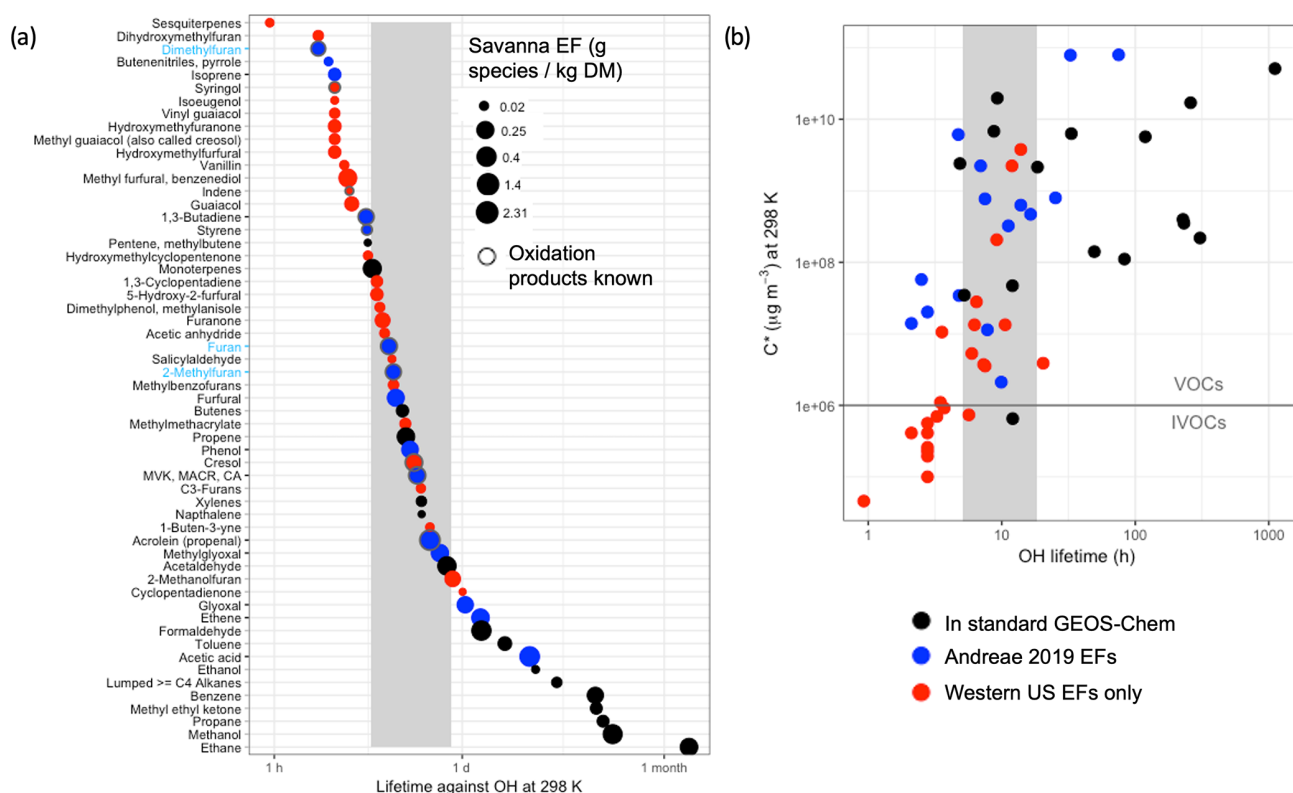 (a)
Sesquiterpenes
Dihydroxymethylfuran
Dimethylfuran
Butenenitriles, pyrrole
Isoprene
Syringol
Isoeugenol
Vinyl guaiacol
Hydroxymethyfuranone
Methyl guaiacol (also called creosol)
Hydroxymethylfurfural
Vanillin
Methyl furfural, benzenediol
Indene
Guaiacol
1,3-Butadiene
Styrene
Pentene, methylbutene
Hydroxymethylcyclopentenone
Monoterpenes
1,3-Cyclopentadiene
5-Hydroxy-2-furfural
Dimethylphenol, methylanisole
Furanone
Acetic anhydride
Furan
Salicylaldehyde
2-Methylfuran
Methylbenzofurans
Furfural
Butenes
Methylmethacrylate
Propene
Phenol
Cresol
MVK, MACR, CA
C3-Furans
Xylenes
Napthalene
1-Buten-3-yne
Acrolein (propenal)
Methylglyoxal
Acetaldehyde
2-Methanolfuran
Cyclopentadienone
Glyoxal
Ethene
Formaldehyde
Toluene
Acetic acid
Ethanol
Lumped >= C4 Alkanes
Benzene
Methyl ethyl ketone
Propane
Methanol
Ethane
1 h
1 d
1 month
Lifetime against OH at 298 K
Savanna EF (g
species / kg DM)
0.02
0.25
0.4
1.4
2.31
Oxidation
products known
(b)
C* (μg m⁻³) at 298 K
1e+10
1e+08
1e+06
VOCs
IVOCs
1
10
100
1000
OH lifetime (h)
In standard GEOS-Chem
Andreae 2019 EFs
Western US EFs only